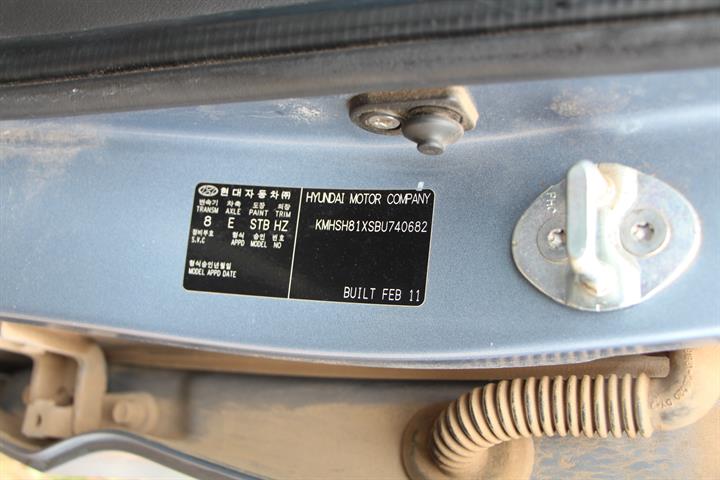 현대자동차㈜
변속기 차축 도장 외장
TRANSM AXLE PAINT TRIM
8 E STB HZ
정비부호 형식 승인 번호
S.V.C APPD MODEL NO
형식승인년월일
MODEL APPD DATE
HYUNDAI MOTOR COMPANY
KMHSH81XSBU740682
BUILT FEB 11
PHC